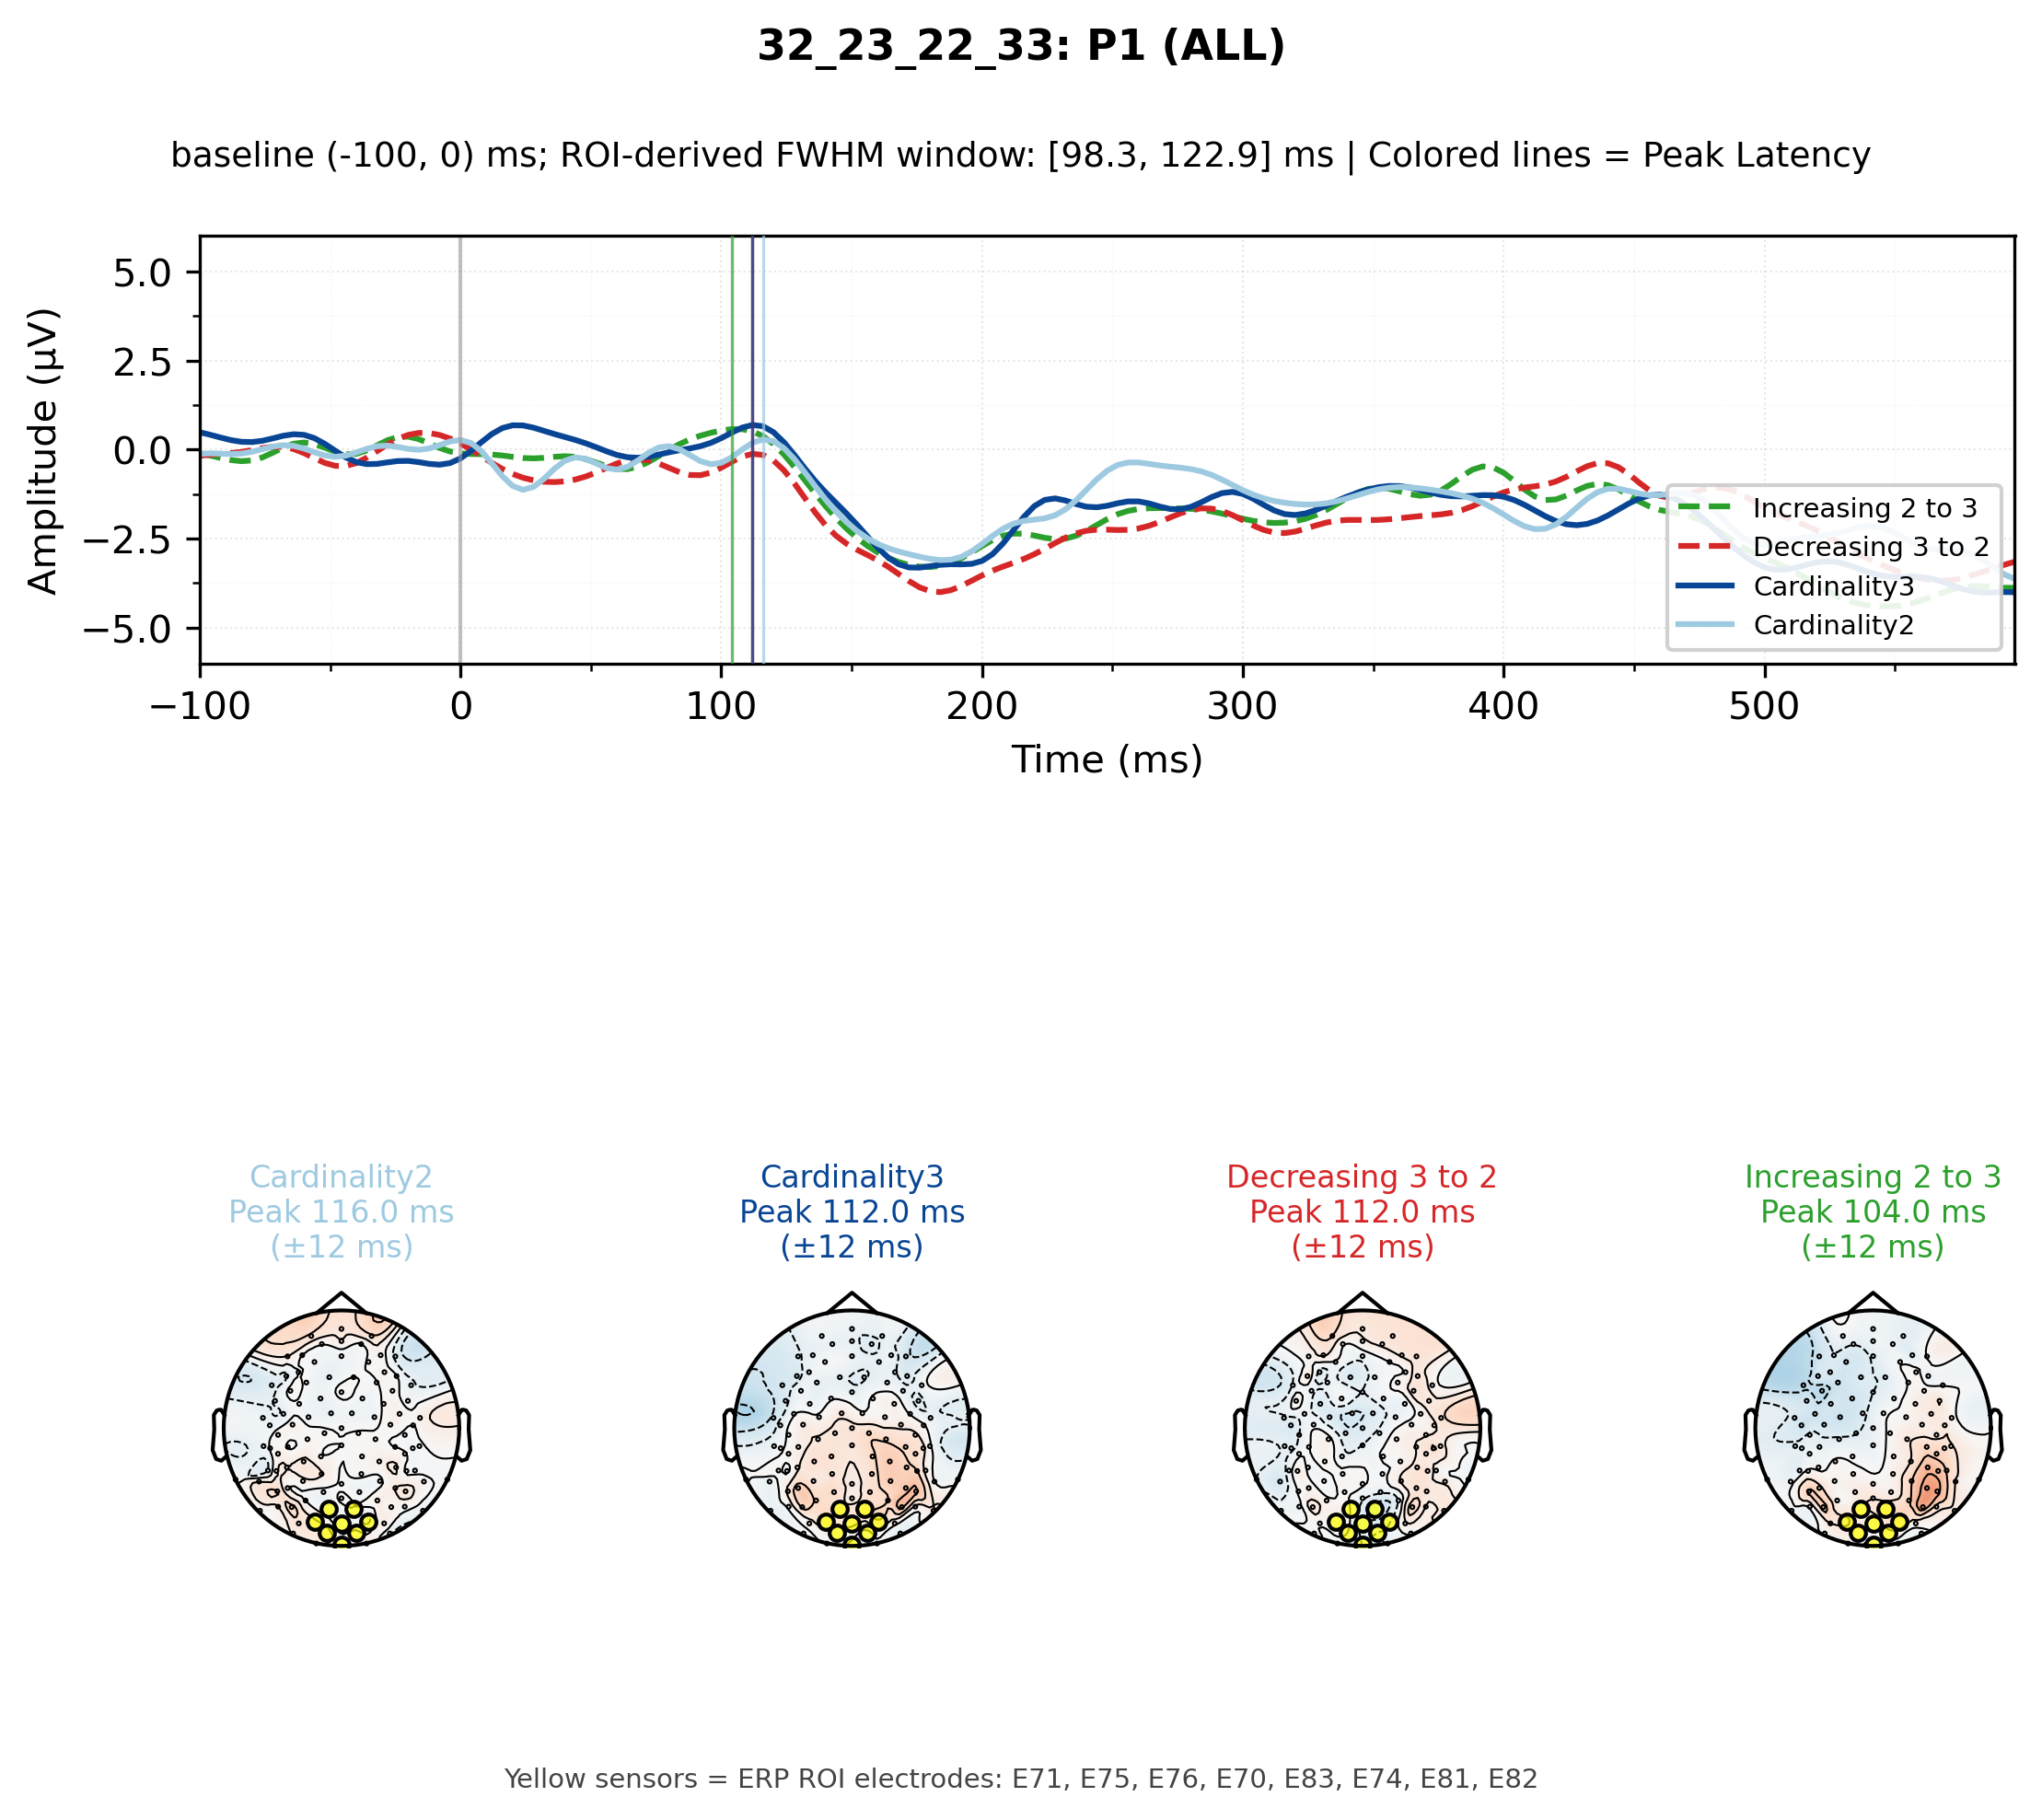 32_23_22_33: P1 (ALL)
baseline (-100, 0) ms; ROI-derived FWHM window: [98.3, 122.9] ms | Colored lines = Peak Latency
Amplitude (µV)
5.0
2.5
0.0
−2.5
−5.0
−100
0
100
200
300
400
500
Time (ms)
Increasing 2 to 3
Decreasing 3 to 2
Cardinality3
Cardinality2
Cardinality2
Peak 116.0 ms
(±12 ms)
Cardinality3
Peak 112.0 ms
(±12 ms)
Decreasing 3 to 2
Peak 112.0 ms
(±12 ms)
Increasing 2 to 3
Peak 104.0 ms
(±12 ms)
Yellow sensors = ERP ROI electrodes: E71, E75, E76, E70, E83, E74, E81, E82